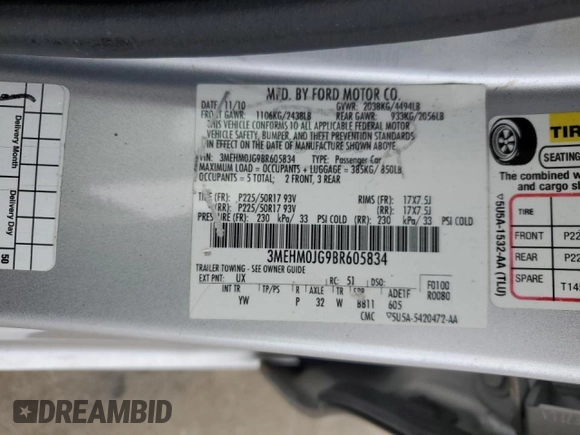 MFD. BY FORD MOTOR CO.
DATE: 11/10 GVWR: 2038KG/4494LB
FRONT GAWR: 1106KG/2438LB REAR GAWR: 933KG/2056LB
THIS VEHICLE CONFORMS TO ALL APPLICABLE FEDERAL MOTOR
VEHICLE SAFETY, BUMPER, AND THEFT PREVENTION STANDARDS
IN EFFECT ON THE DATE OF MANUFACTURE SHOWN ABOVE.
VIN: 3MEHM0JG9BR605834 TYPE: Passenger Car
MAXIMUM LOAD = OCCUPANTS + LUGGAGE = 385KG/ 850LB
OCCUPANTS = 5 TOTAL; 2 FRONT, 3 REAR
TIRE (FR): P225/50R17 93V RIMS (FR): 17X7.5J
P225/50R17 93V (RR): 17X7.5J
PRESSURE (FR): 230 kPa/ 33 PSI COLD (RR): 230 kPa/ 33 PSI COLD
3MEHM0JG9BR605834
TRAILER TOWING - SEE OWNER GUIDE
EXT PNT: UX RC: 51 DSO: F0100
INT TR TP/PS R AXLE TR SPR ADE1F R0080
YW P 32 W BB11 605
CMC 5U5A-5420472-AA
Delivery Month
Delivery Day
50
5U5A-1532-AA (TLU)
TIR
SEATING
The combined w
and cargo sh
TIRE
FRONT P22
REAR P22
SPARE T145
DREAMBID